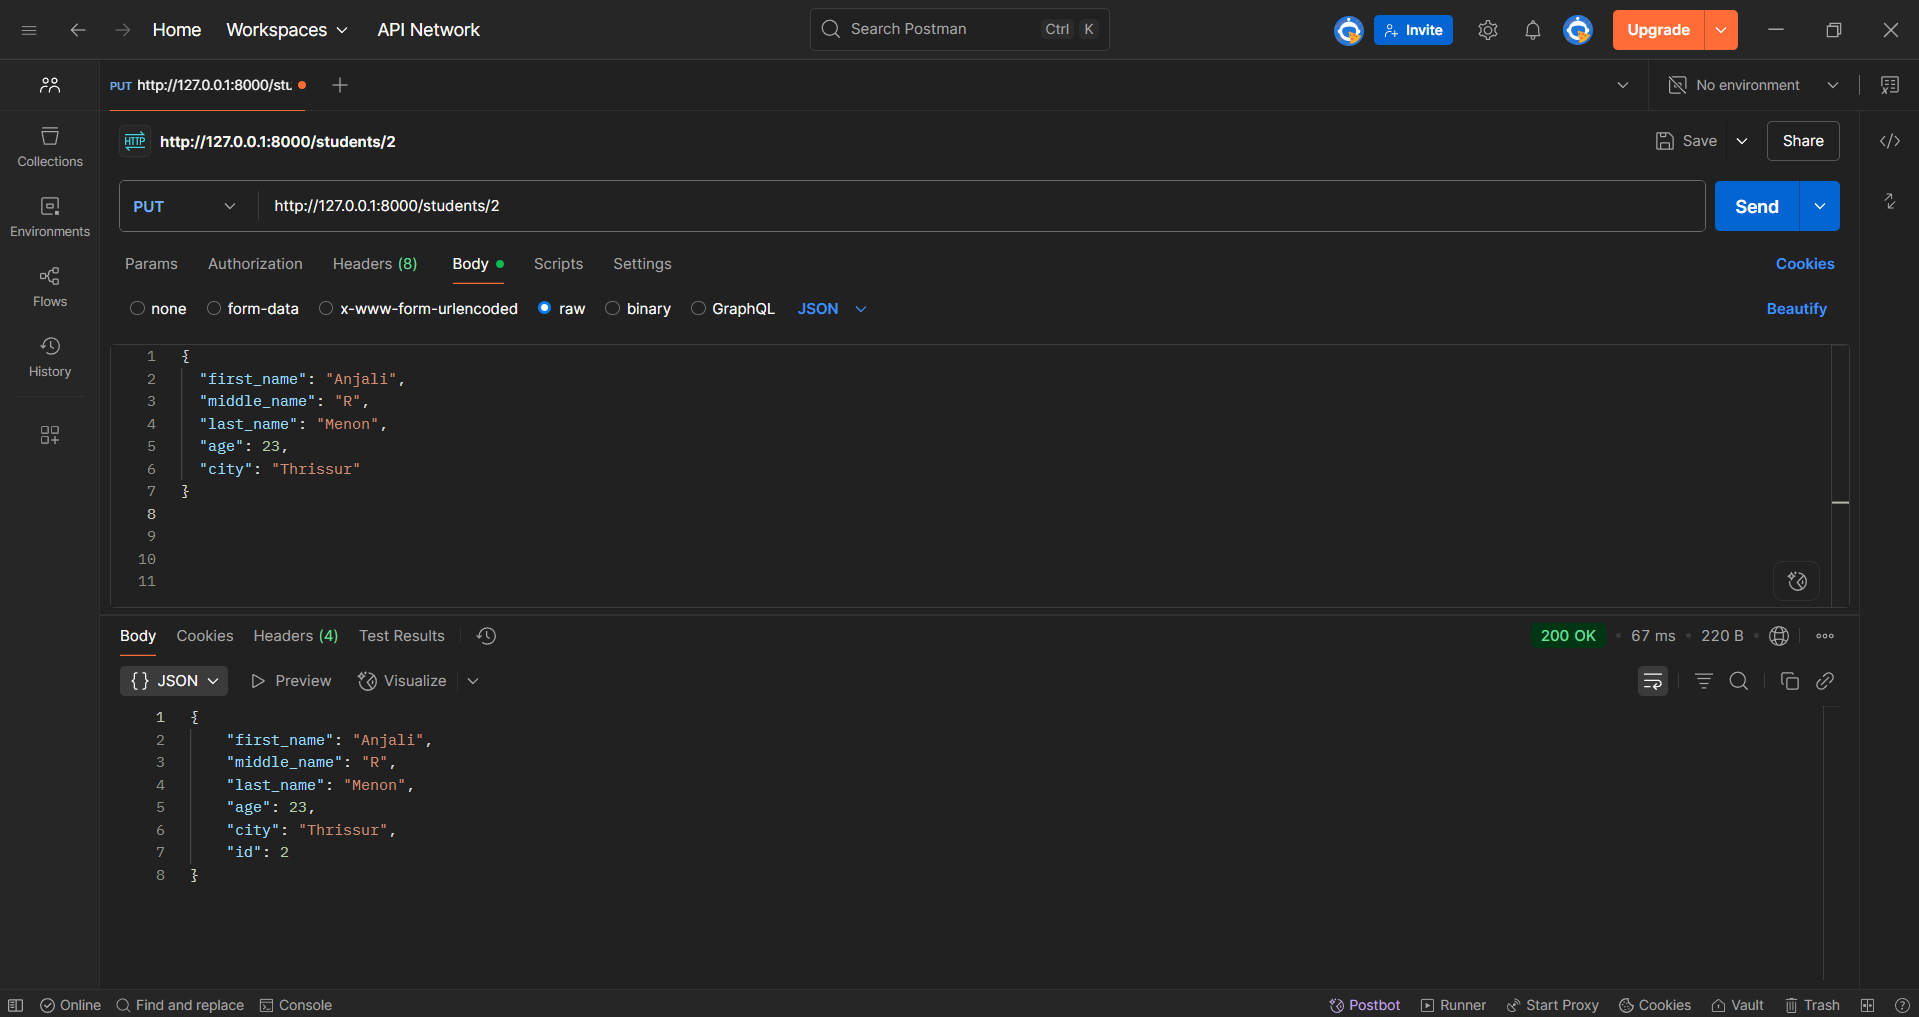 Home Workspaces API Network Search Postman Ctrl K Invite Upgrade
PUT http://127.0.0.1:8000/stu No environment
HTTP http://127.0.0.1:8000/students/2 Save Share
Collections
PUT http://127.0.0.1:8000/students/2 Send
Environments
Params Authorization Headers (8) Body Scripts Settings Cookies
Flows
none form-data x-www-form-urlencoded raw binary GraphQL JSON Beautify
History
1 {
2 "first_name": "Anjali",
3 "middle_name": "R",
4 "last_name": "Menon",
5 "age": 23,
6 "city": "Thrissur"
7 }
8
9
10
11
Body Cookies Headers (4) Test Results 200 OK • 67 ms • 220 B •
{} JSON Preview Visualize
1 {
2 "first_name": "Anjali",
3 "middle_name": "R",
4 "last_name": "Menon",
5 "age": 23,
6 "city": "Thrissur",
7 "id": 2
8 }
Online Find and replace Console Postbot Runner Start Proxy Cookies Vault Trash